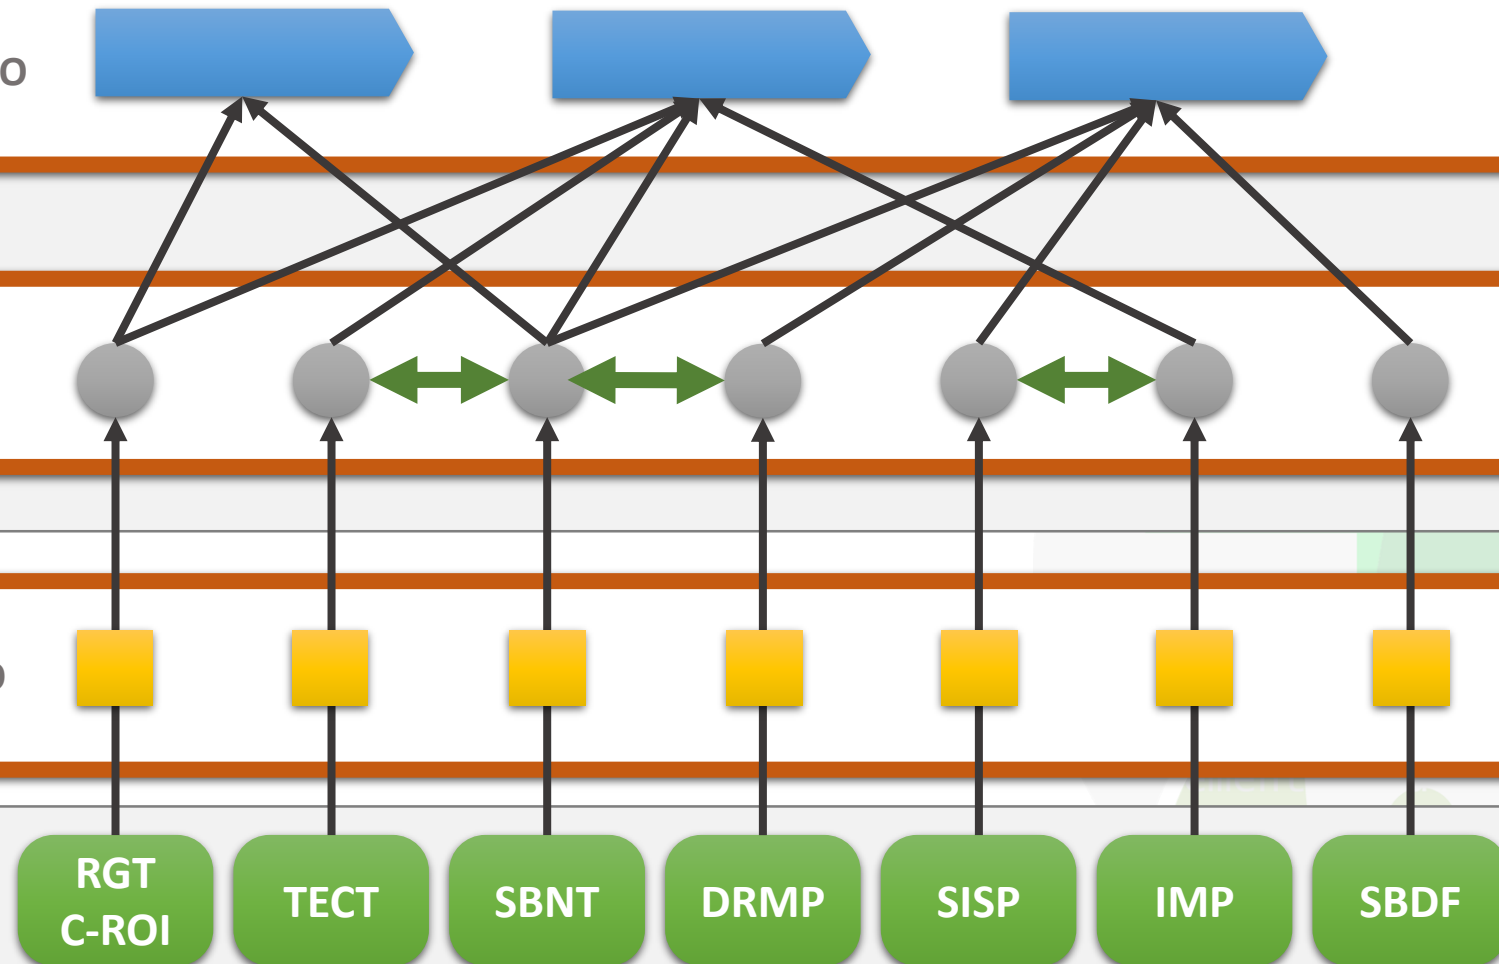 O
RGT
C-ROI
TECT
SBNT
DRMP
SISP
IMP
SBDF